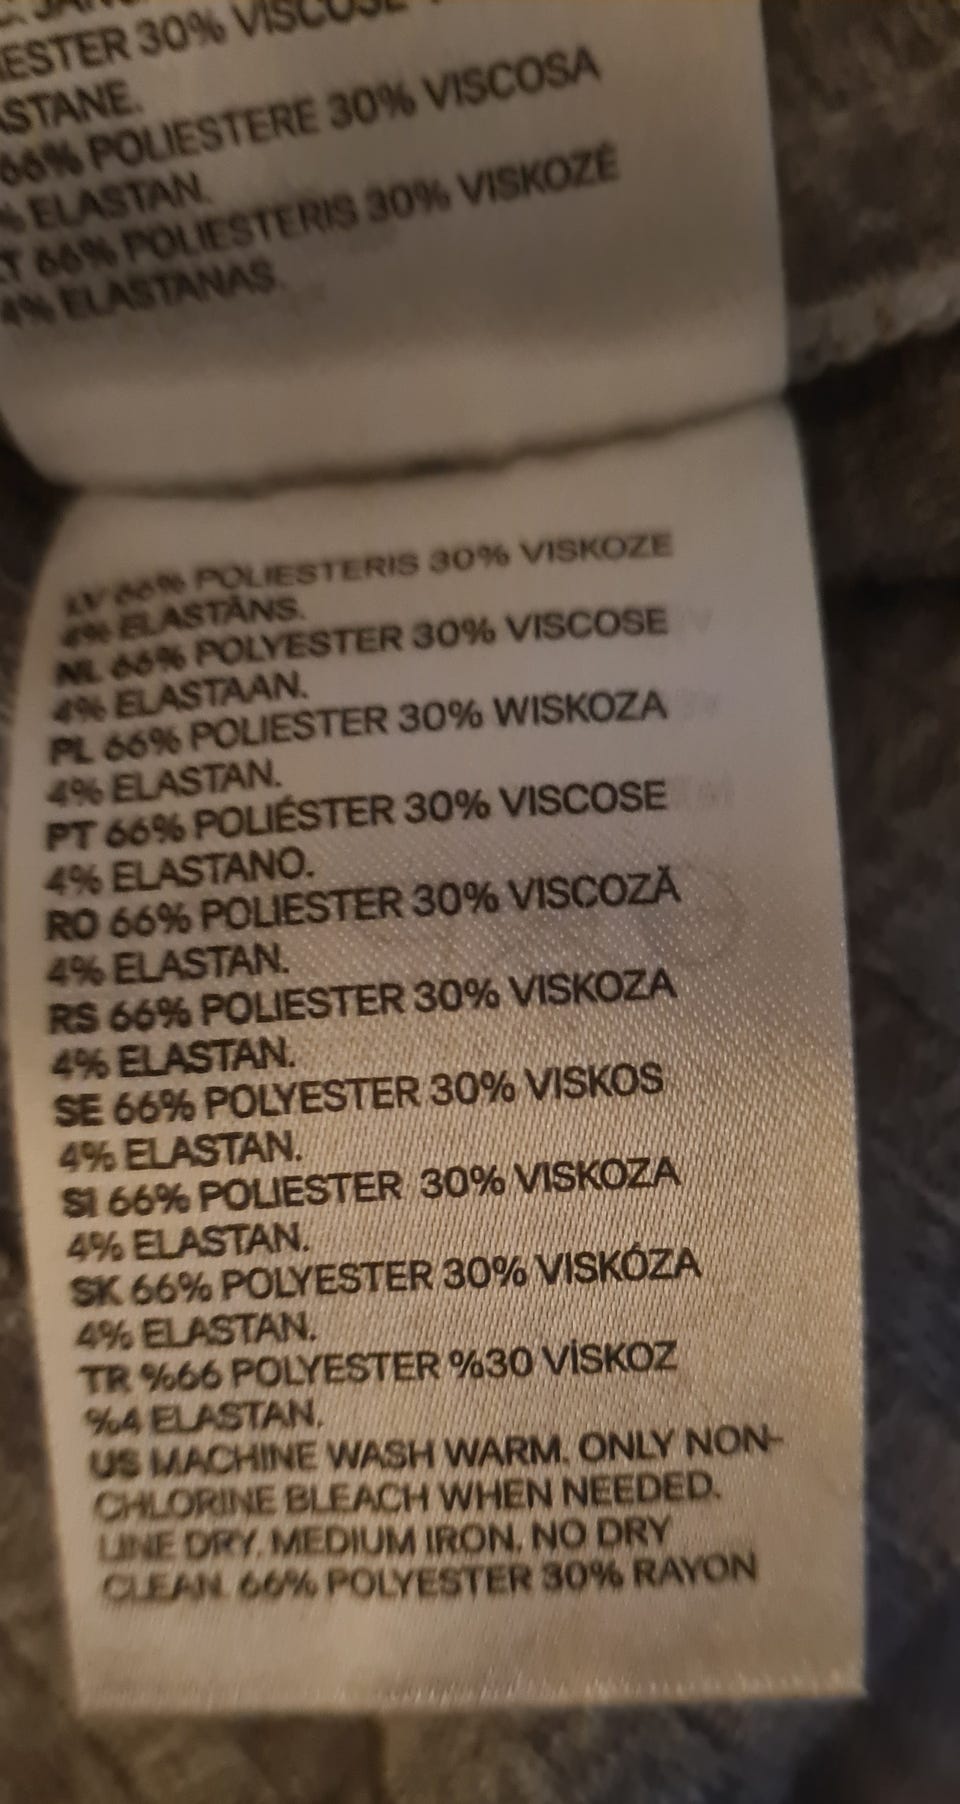 ESTER 30% VISCOSE
STANE.
66% POLIESTERE 30% VISCOSA
% ELASTAN.
LT 66% POLIESTERIS 30% VISKOZĖ
4% ELASTANAS.
LV 66% POLIESTERIS 30% VISKOZE
4% ELASTĀNS.
NL 66% POLYESTER 30% VISCOSE
4% ELASTAAN.
PL 66% POLIESTER 30% WISKOZA
4% ELASTAN.
PT 66% POLIÉSTER 30% VISCOSE
4% ELASTANO.
RO 66% POLIESTER 30% VISCOZĂ
4% ELASTAN.
RS 66% POLIESTER 30% VISKOZA
4% ELASTAN.
SE 66% POLYESTER 30% VISKOS
4% ELASTAN.
SI 66% POLIESTER 30% VISKOZA
4% ELASTAN.
SK 66% POLYESTER 30% VISKÓZA
4% ELASTAN.
TR %66 POLYESTER %30 VİSKOZ
%4 ELASTAN.
US MACHINE WASH WARM. ONLY NON-
CHLORINE BLEACH WHEN NEEDED.
LINE DRY. MEDIUM IRON. NO DRY
CLEAN. 66% POLYESTER 30% RAYON